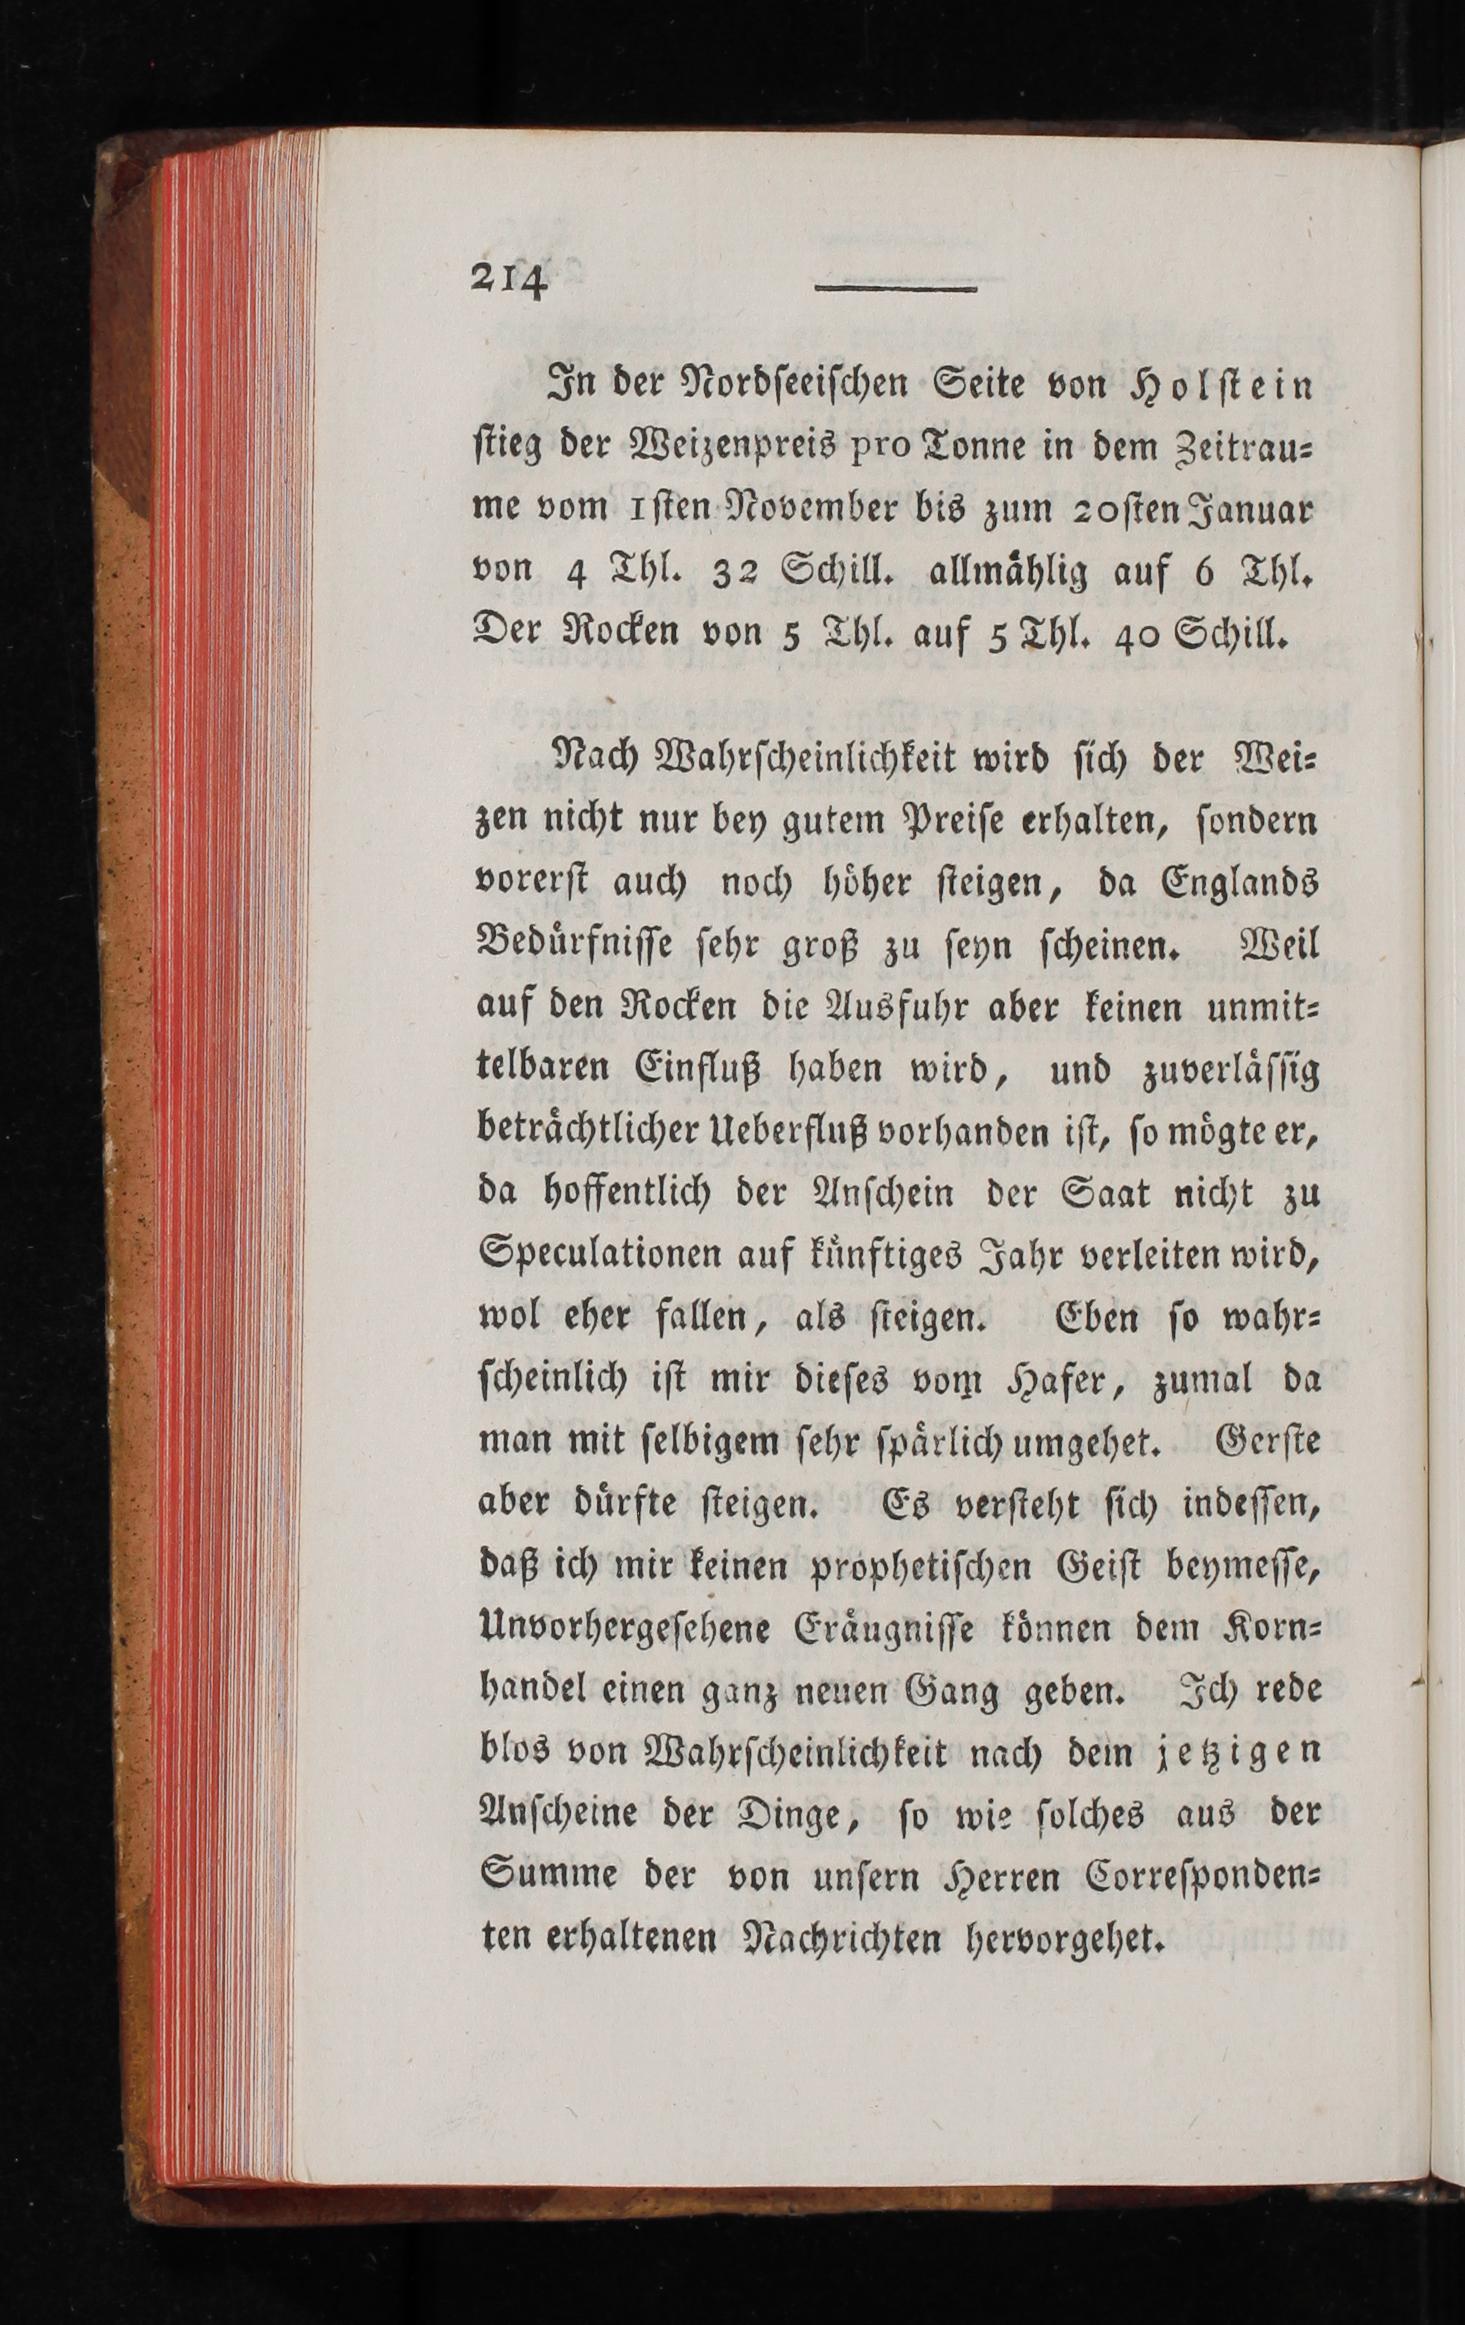 214
In der Nordseeischen Seite von Holstein
stieg der Weizenpreis pro Tonne in dem Zeitrau-
me vom 1sten November bis zum 20sten Januar
von 4 Thl. 32 Schill. allmählig auf 6 Thl.
Der Rocken von 5 Thl. auf 5 Thl. 40 Schill.
Nach Wahrscheinlichkeit wird sich der Wei-
zen nicht nur bey gutem Preise erhalten, sondern
vorerst auch noch höher steigen, da Englands
Bedürfnisse sehr groß zu seyn scheinen. Weil
auf den Rocken die Ausfuhr aber keinen unmit-
telbaren Einfluß haben wird, und zuverlässig
beträchtlicher Ueberfluß vorhanden ist, so mögte er,
da hoffentlich der Anschein der Saat nicht zu
Speculationen auf künftiges Jahr verleiten wird,
wol eher fallen, als steigen. Eben so wahr-
scheinlich ist mir dieses vom Hafer, zumal da
man mit selbigem sehr spärlich umgehet. Gerste
aber dürfte steigen. Es versteht sich indessen,
daß ich mir keinen prophetischen Geist beymesse,
Unvorhergesehene Eräugnisse können dem Korn-
handel einen ganz neuen Gang geben. Ich rede
blos von Wahrscheinlichkeit nach dem jetzigen
Anscheine der Dinge, so wie solches aus der
Summe der von unsern Herren Corresponden-
ten erhaltenen Nachrichten hervorgehet.